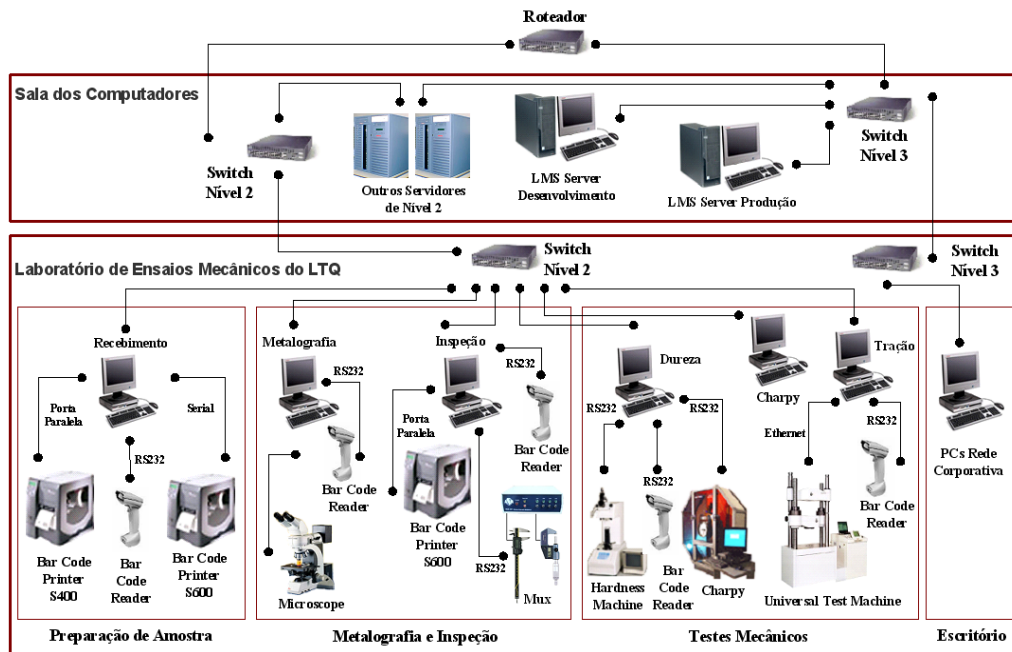 Roteador
Sala dos Computadores
Switch
Nível 2
Outros Servidores
de Nível 2
LMS Server
Desenvolvimento
LMS Server Produção
Switch
Nível 3
Laboratório de Ensaios Mecânicos do LTQ
Switch
Nível 2
Switch
Nível 3
Recebimento
Porta
Paralela
Serial
RS232
Bar Code
Printer
S400
Bar
Code
Reader
Bar Code
Printer
S600
Preparação de Amostra
Metalografia
RS232
Bar Code
Reader
Microscope
Inspeção
RS232
Porta
Paralela
Bar Code
Reader
Bar Code
Printer
S600
RS232
Mux
Metalografia e Inspeção
Dureza
RS232
RS232
RS232
Hardness
Machine
Bar
Code
Reader
Charpy
Charpy
Tração
Ethernet
RS232
Bar Code
Reader
Universal Test Machine
Testes Mecânicos
PCs Rede
Corporativa
Escritório